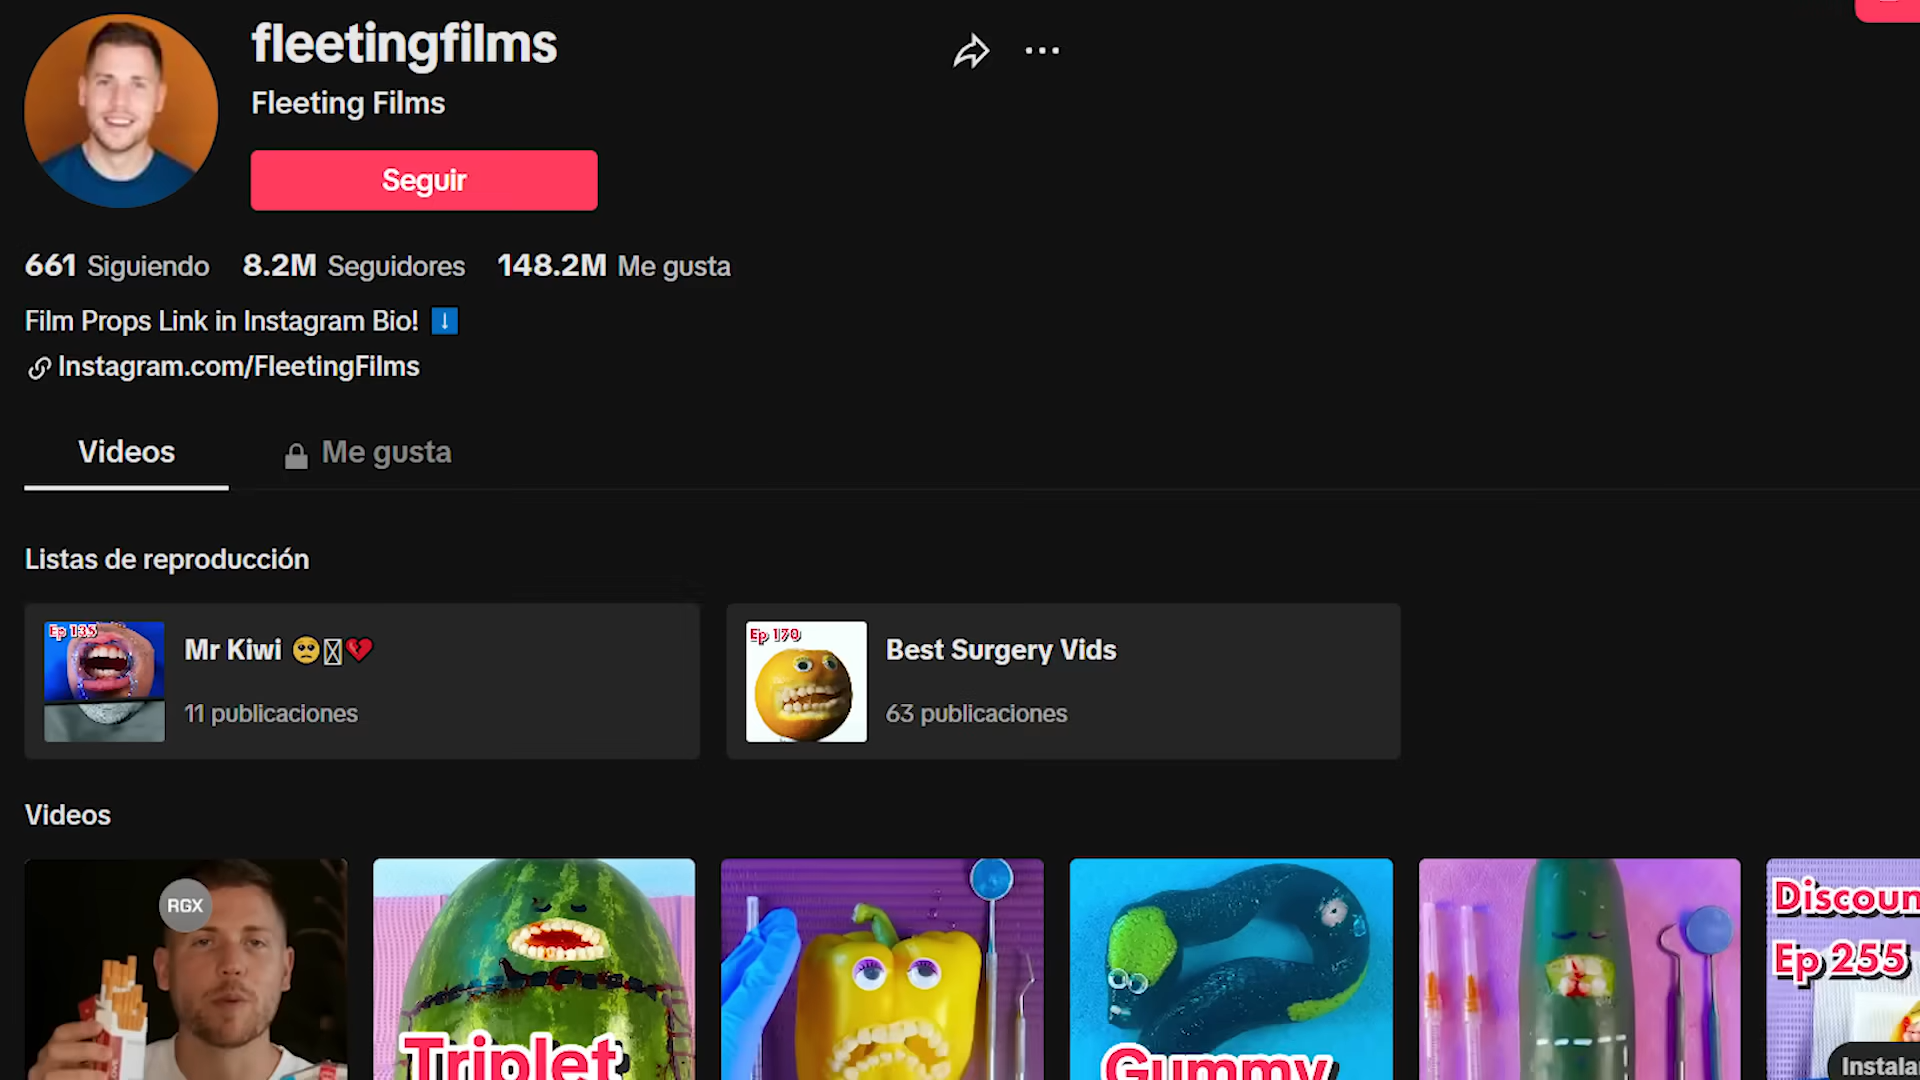 fleetingfilms
Fleeting Films
Seguir
661 Siguiendo 8.2M Seguidores 148.2M Me gusta
Film Props Link in Instagram Bio! ⬇️
Instagram.com/FleetingFilms
Videos Me gusta
Listas de reproducción
Ep 135
Mr Kiwi 🥺💔
11 publicaciones
Ep 170
Best Surgery Vids
63 publicaciones
Videos
RGX
Triplet
Gummy
Discoun
Ep 255
Instala